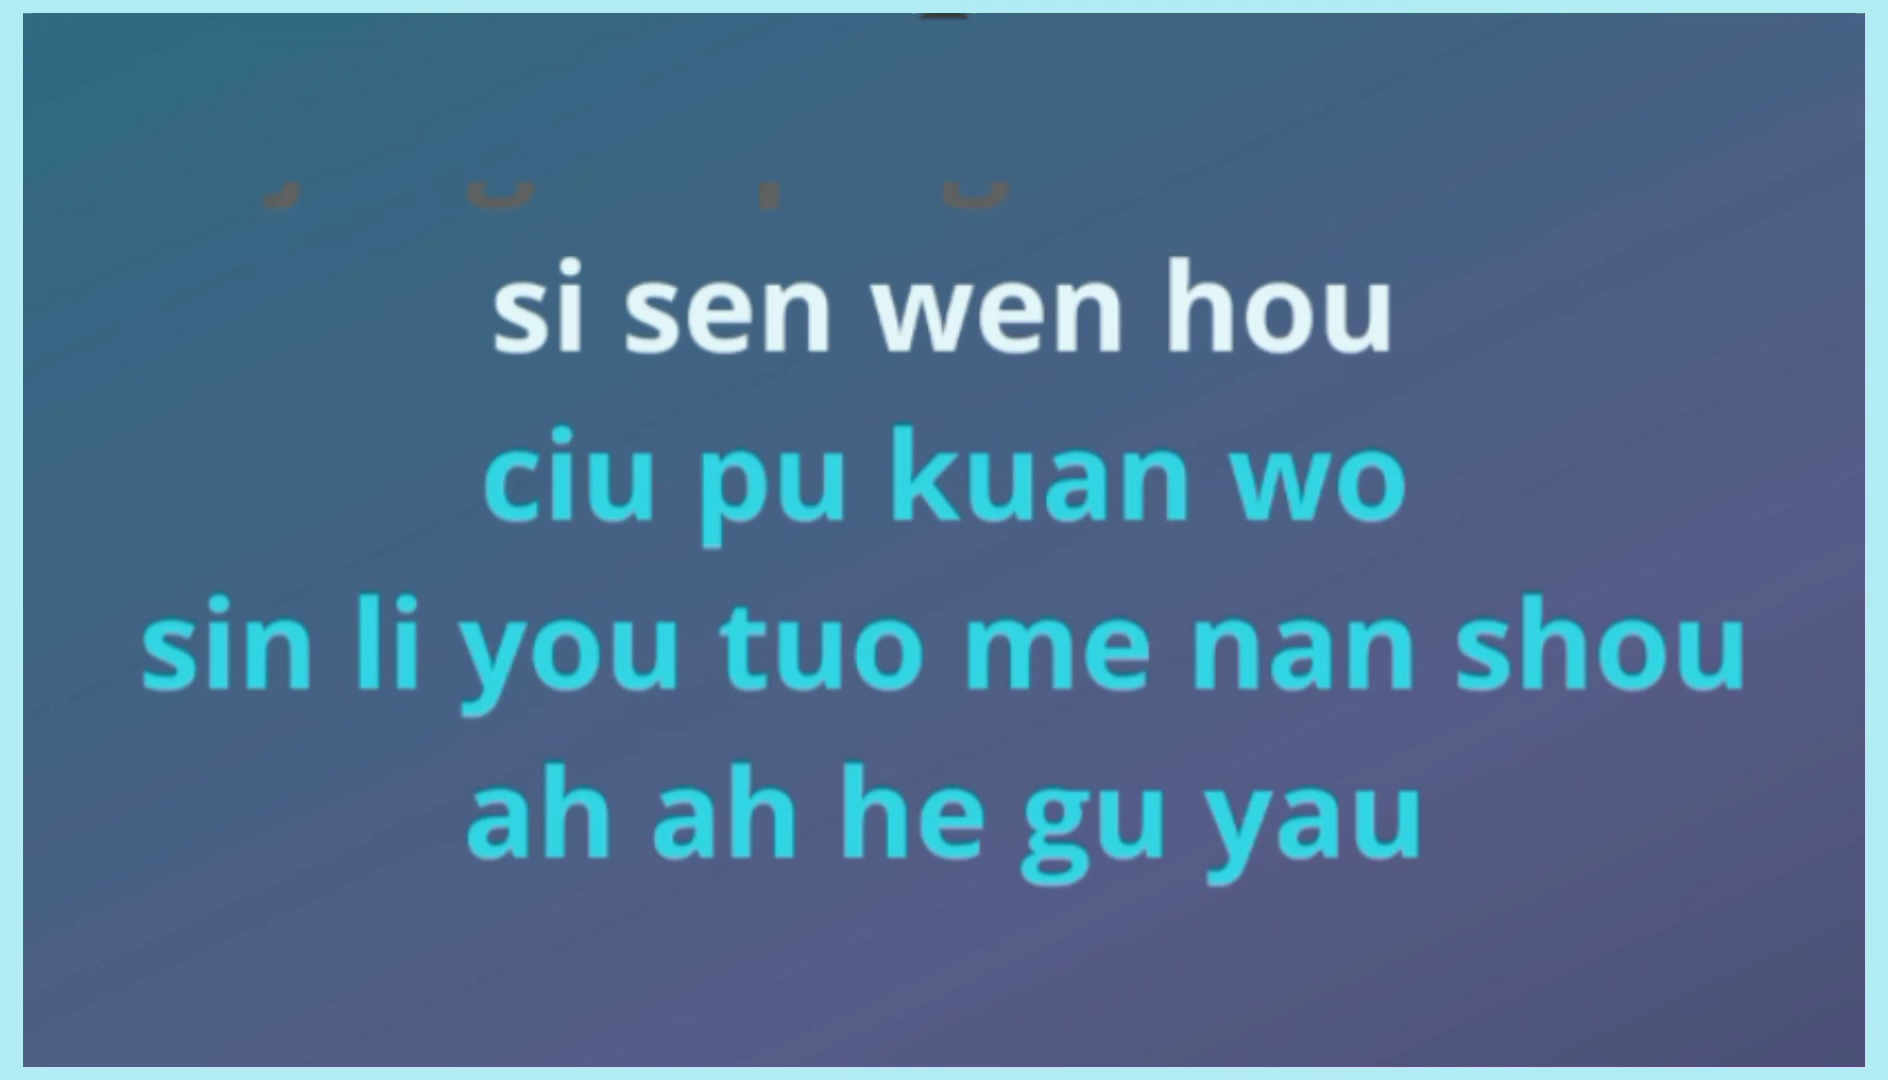 si sen wen hou
ciu pu kuan wo
sin li you tuo me nan shou
ah ah he gu yau